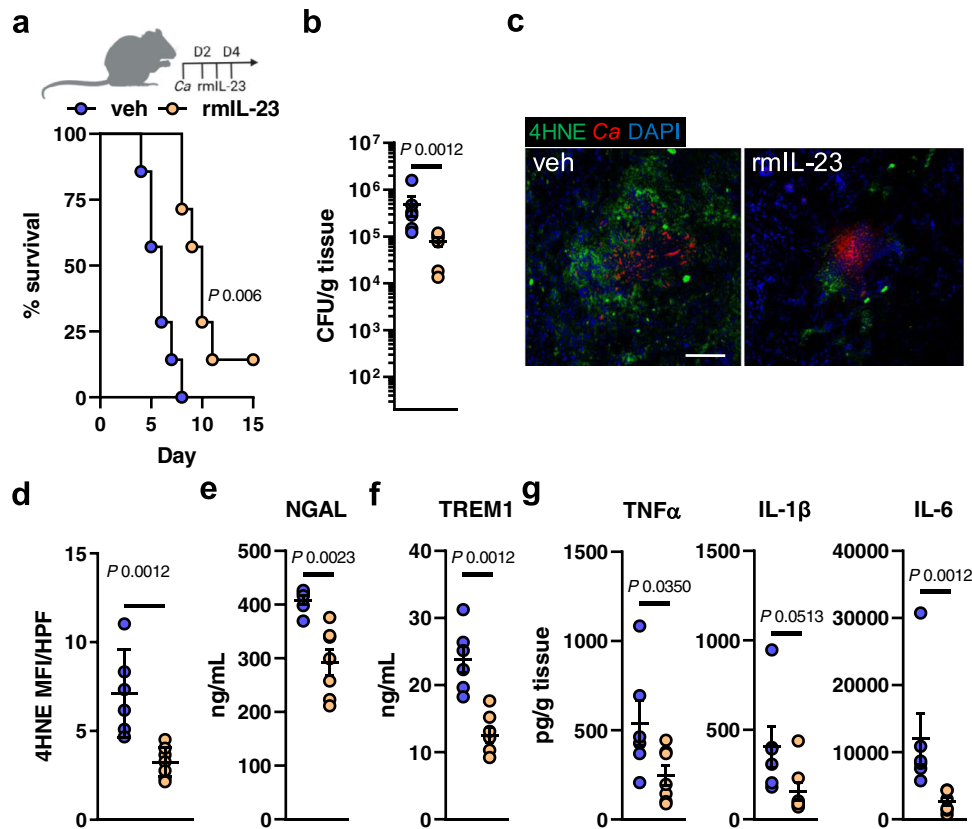 a
D2 D4
Ca rmIL-23
veh rmIL-23
100
75
50
25
0
% survival
P 0.006
0 5 10 15
Day
b
10⁷
10⁶
10⁵
10⁴
10³
10²
CFU/g tissue
P 0.0012
c
4HNE Ca DAPI
veh
rmIL-23
d
15
10
5
0
4HNE MFI/HPF
P 0.0012
e
NGAL
500
400
300
200
100
0
ng/mL
P 0.0023
f
TREM1
40
30
20
10
0
ng/mL
P 0.0012
g
TNFα
1500
1000
500
0
pg/g tissue
P 0.0350
IL-1β
1500
1000
500
0
P 0.0513
IL-6
40000
30000
20000
10000
0
P 0.0012